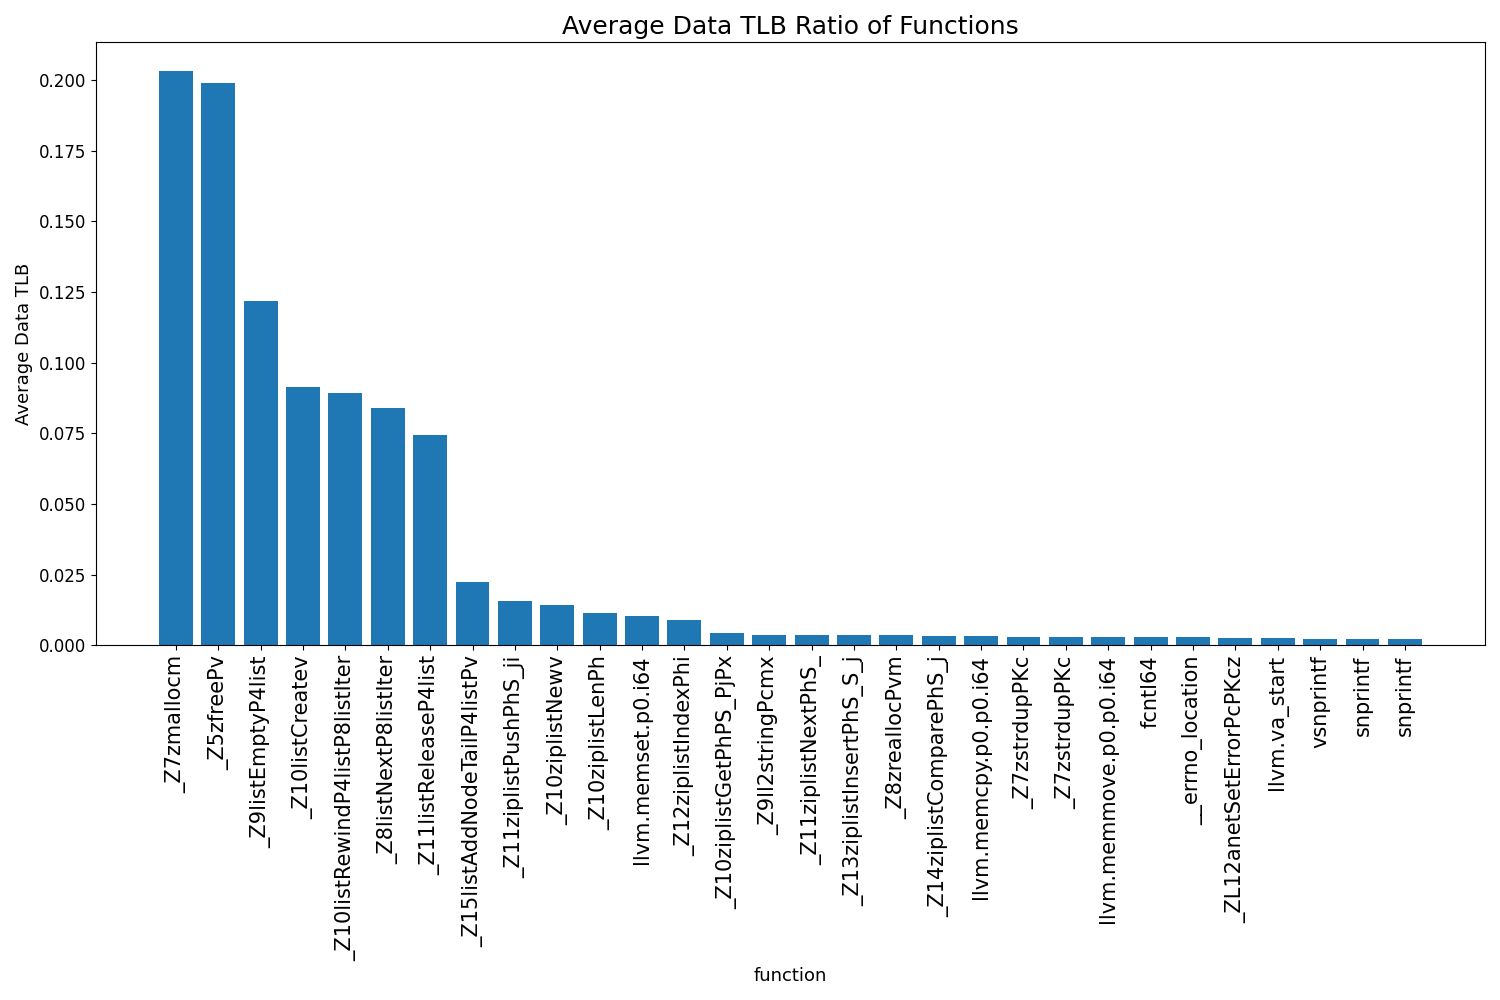 Average Data TLB Ratio of Functions
Average Data TLB
0.200
0.175
0.150
0.125
0.100
0.075
0.050
0.025
0.000
_Z7zmallocm
_Z5zfreePv
_Z9listEmptyP4list
_Z10listCreatev
_Z10listRewindP4listP8listIter
_Z8listNextP8listIter
_Z11listReleaseP4list
_Z15listAddNodeTailP4listPv
_Z11ziplistPushPhS_ji
_Z10ziplistNewv
_Z10ziplistLenPh
llvm.memset.p0.i64
_Z12ziplistIndexPhi
_Z10ziplistGetPhPS_PjPx
_Z9ll2stringPcmx
_Z11ziplistNextPhS_
_Z13ziplistInsertPhS_S_j
_Z8zreallocPvm
_Z14ziplistComparePhS_j
llvm.memcpy.p0.p0.i64
_Z7zstrdupPKc
_Z7zstrdupPKc
llvm.memmove.p0.p0.i64
fcntl64
__errno_location
_ZL12anetSetErrorPcPKcz
llvm.va_start
vsnprintf
snprintf
snprintf
function